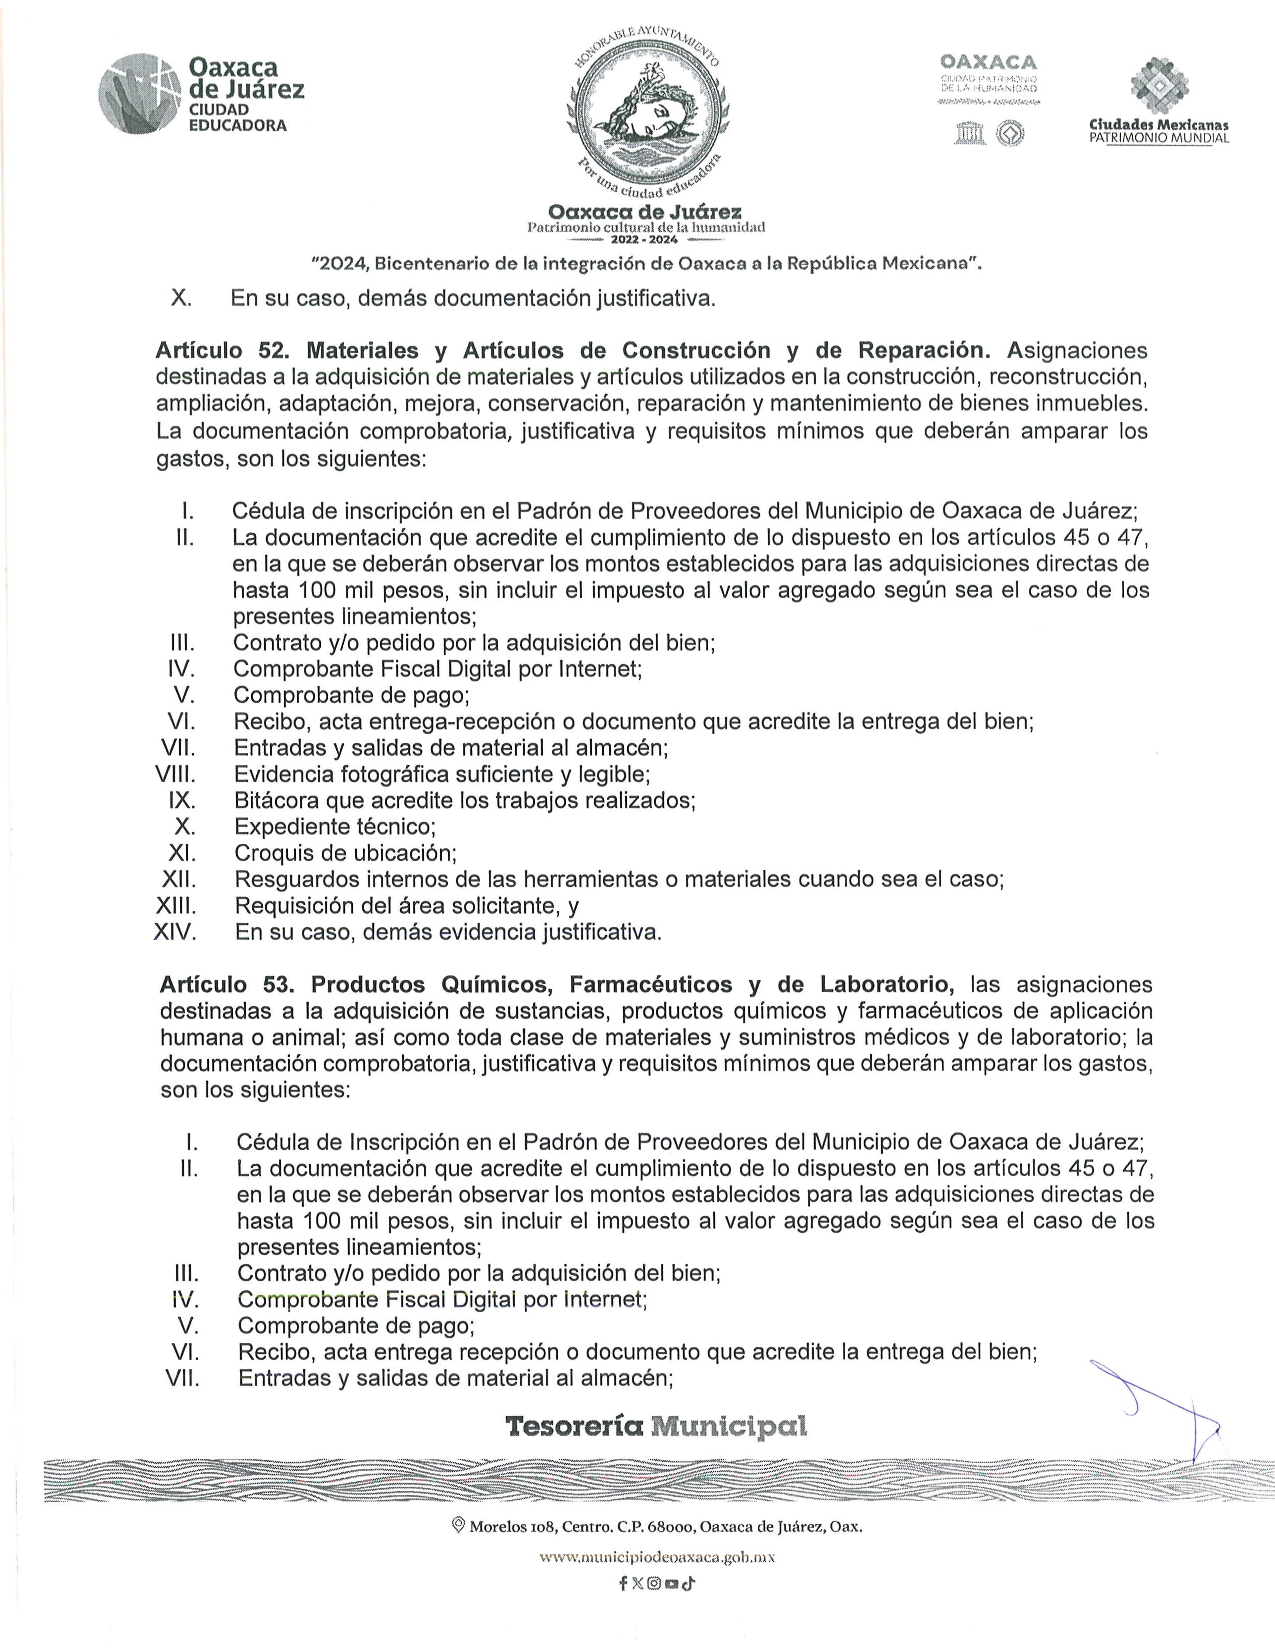 Oaxaca
de Juárez
CIUDAD
EDUCADORA
HONORABLE AYUNTAMIENTO
Por una ciudad educadora
Oaxaca de Juárez
Patrimonio cultural de la humanidad
2022 - 2024
OAXACA
CIUDAD PATRIMONIO
DE LA HUMANIDAD
Ciudades Mexicanas
PATRIMONIO MUNDIAL
"2024, Bicentenario de la integración de Oaxaca a la República Mexicana".
X. En su caso, demás documentación justificativa.
Artículo 52. Materiales y Artículos de Construcción y de Reparación. Asignaciones
destinadas a la adquisición de materiales y artículos utilizados en la construcción, reconstrucción,
ampliación, adaptación, mejora, conservación, reparación y mantenimiento de bienes inmuebles.
La documentación comprobatoria, justificativa y requisitos mínimos que deberán amparar los
gastos, son los siguientes:
I. Cédula de inscripción en el Padrón de Proveedores del Municipio de Oaxaca de Juárez;
II. La documentación que acredite el cumplimiento de lo dispuesto en los artículos 45 o 47,
en la que se deberán observar los montos establecidos para las adquisiciones directas de
hasta 100 mil pesos, sin incluir el impuesto al valor agregado según sea el caso de los
presentes lineamientos;
III. Contrato y/o pedido por la adquisición del bien;
IV. Comprobante Fiscal Digital por Internet;
V. Comprobante de pago;
VI. Recibo, acta entrega-recepción o documento que acredite la entrega del bien;
VII. Entradas y salidas de material al almacén;
VIII. Evidencia fotográfica suficiente y legible;
IX. Bitácora que acredite los trabajos realizados;
X. Expediente técnico;
XI. Croquis de ubicación;
XII. Resguardos internos de las herramientas o materiales cuando sea el caso;
XIII. Requisición del área solicitante, y
XIV. En su caso, demás evidencia justificativa.
Artículo 53. Productos Químicos, Farmacéuticos y de Laboratorio, las asignaciones
destinadas a la adquisición de sustancias, productos químicos y farmacéuticos de aplicación
humana o animal; así como toda clase de materiales y suministros médicos y de laboratorio; la
documentación comprobatoria, justificativa y requisitos mínimos que deberán amparar los gastos,
son los siguientes:
I. Cédula de Inscripción en el Padrón de Proveedores del Municipio de Oaxaca de Juárez;
II. La documentación que acredite el cumplimiento de lo dispuesto en los artículos 45 o 47,
en la que se deberán observar los montos establecidos para las adquisiciones directas de
hasta 100 mil pesos, sin incluir el impuesto al valor agregado según sea el caso de los
presentes lineamientos;
III. Contrato y/o pedido por la adquisición del bien;
IV. Comprobante Fiscal Digital por Internet;
V. Comprobante de pago;
VI. Recibo, acta entrega recepción o documento que acredite la entrega del bien;
VII. Entradas y salidas de material al almacén;
Tesorería Municipal
Morelos 108, Centro. C.P. 68000, Oaxaca de Juárez, Oax.
www.municipiodeoaxaca.gob.mx